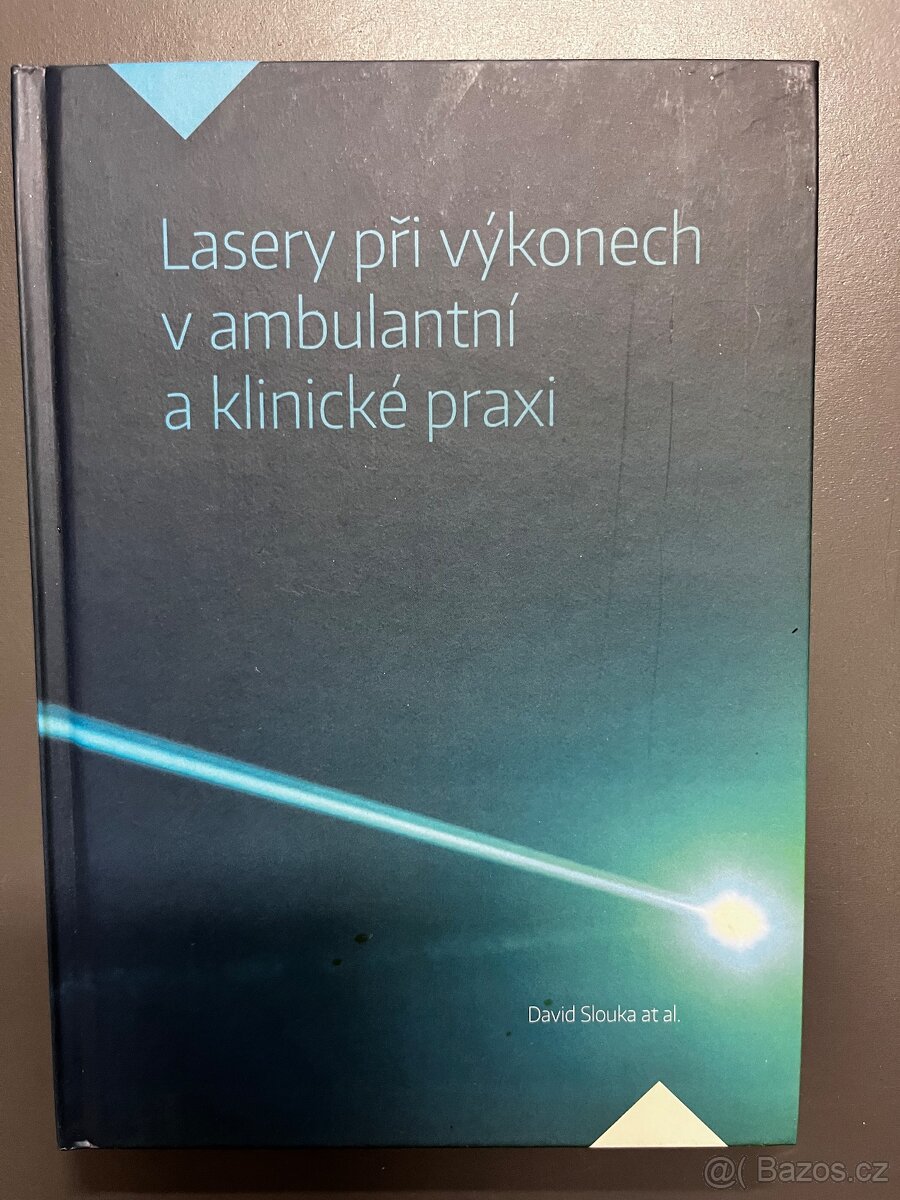 Lasery při výkonech
v ambulantní
a klinické praxi
David Slouka at al.
@( Bazos.cz